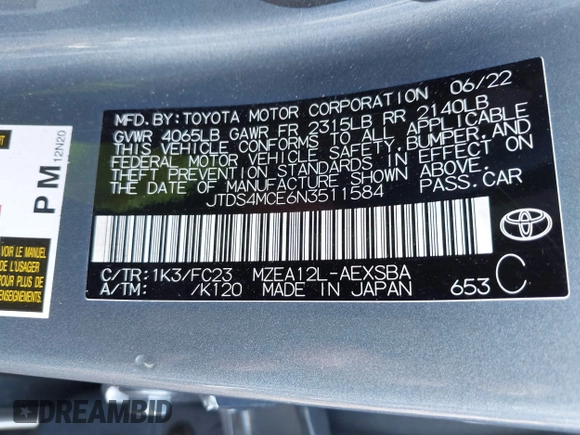 MFD. BY: TOYOTA MOTOR CORPORATION 06/22
GVWR 4065LB GAWR FR 2315LB RR 2140LB
THIS VEHICLE CONFORMS TO ALL APPLICABLE
FEDERAL MOTOR VEHICLE SAFETY, BUMPER, AND
THEFT PREVENTION STANDARDS IN EFFECT ON
THE DATE OF MANUFACTURE SHOWN ABOVE.
JTDS4MCE6N3511584 PASS. CAR
C/TR: 1K3/FC23 MZEA12L-AEXSBA
A/TM: /K120 MADE IN JAPAN 653 C
TOYOTA
PM 12N20
VOIR LE MANUEL
DE L'USAGER
POUR PLUS DE
RENSEIGNEMENTS
DREAMBID